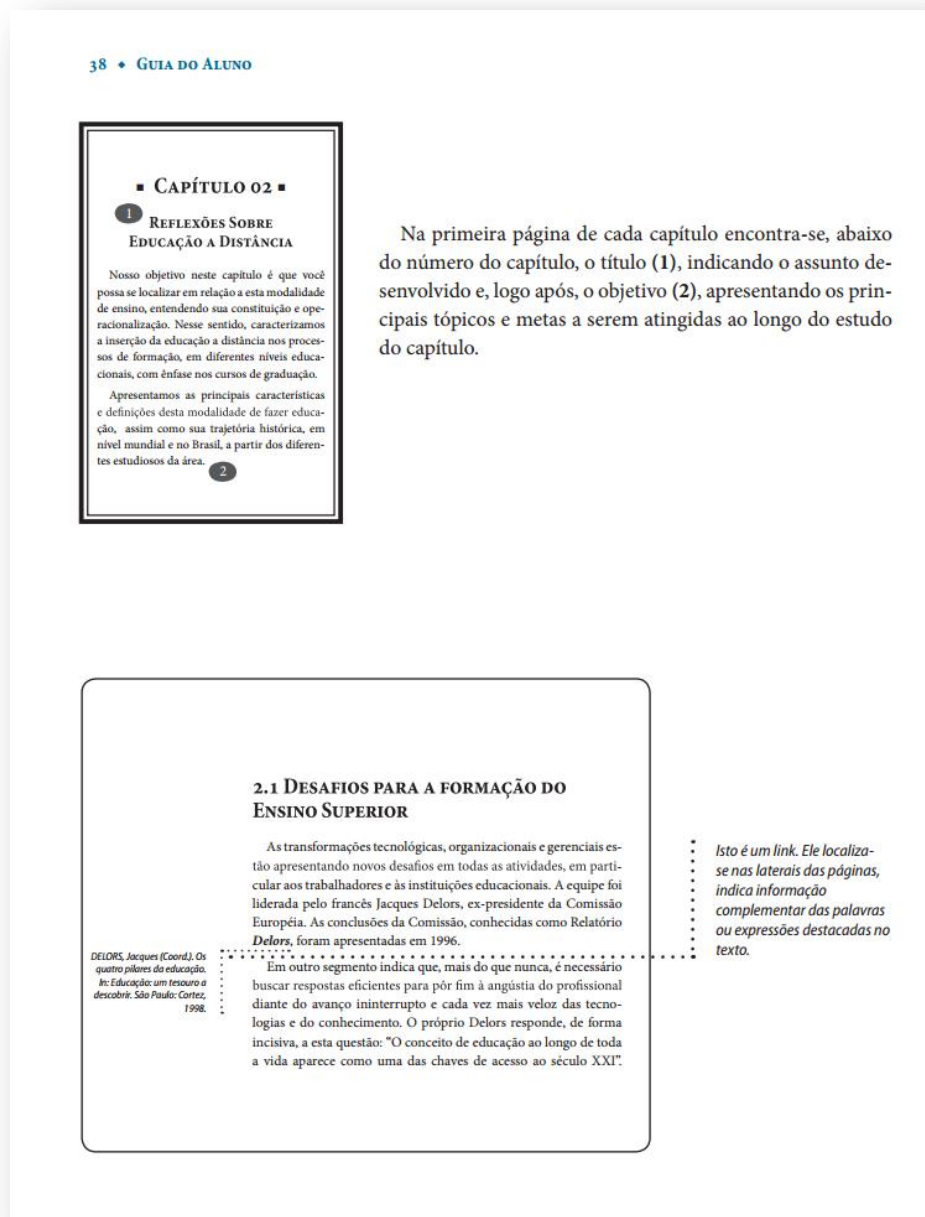 38 ◆ GUIA DO ALUNO
▪ CAPÍTULO 02 ▪
1
REFLEXÕES SOBRE
EDUCAÇÃO A DISTÂNCIA
Nosso objetivo neste capítulo é que você
possa se localizar em relação a esta modalidade
de ensino, entendendo sua constituição e ope-
racionalização. Nesse sentido, caracterizamos
a inserção da educação a distância nos proces-
sos de formação, em diferentes níveis educa-
cionais, com ênfase nos cursos de graduação.
Apresentamos as principais características
e definições desta modalidade de fazer educa-
ção, assim como sua trajetória histórica, em
nível mundial e no Brasil, a partir dos diferen-
tes estudiosos da área.
2
Na primeira página de cada capítulo encontra-se, abaixo
do número do capítulo, o título (1), indicando o assunto de-
senvolvido e, logo após, o objetivo (2), apresentando os prin-
cipais tópicos e metas a serem atingidas ao longo do estudo
do capítulo.
2.1 DESAFIOS PARA A FORMAÇÃO DO
ENSINO SUPERIOR
As transformações tecnológicas, organizacionais e gerenciais es-
tão apresentando novos desafios em todas as atividades, em parti-
cular aos trabalhadores e às instituições educacionais. A equipe foi
liderada pelo francês Jacques Delors, ex-presidente da Comissão
Européia. As conclusões da Comissão, conhecidas como Relatório
Delors, foram apresentadas em 1996.
Em outro segmento indica que, mais do que nunca, é necessário
buscar respostas eficientes para pôr fim à angústia do profissional
diante do avanço ininterrupto e cada vez mais veloz das tecno-
logias e do conhecimento. O próprio Delors responde, de forma
incisiva, a esta questão: "O conceito de educação ao longo de toda
a vida aparece como uma das chaves de acesso ao século XXI".
DELORS, Jacques (Coord.). Os
quatro pilares da educação.
In: Educação: um tesouro a
descobrir. São Paulo: Cortez,
1998.
Isto é um link. Ele localiza-
se nas laterais das páginas,
indica informação
complementar das palavras
ou expressões destacadas no
texto.